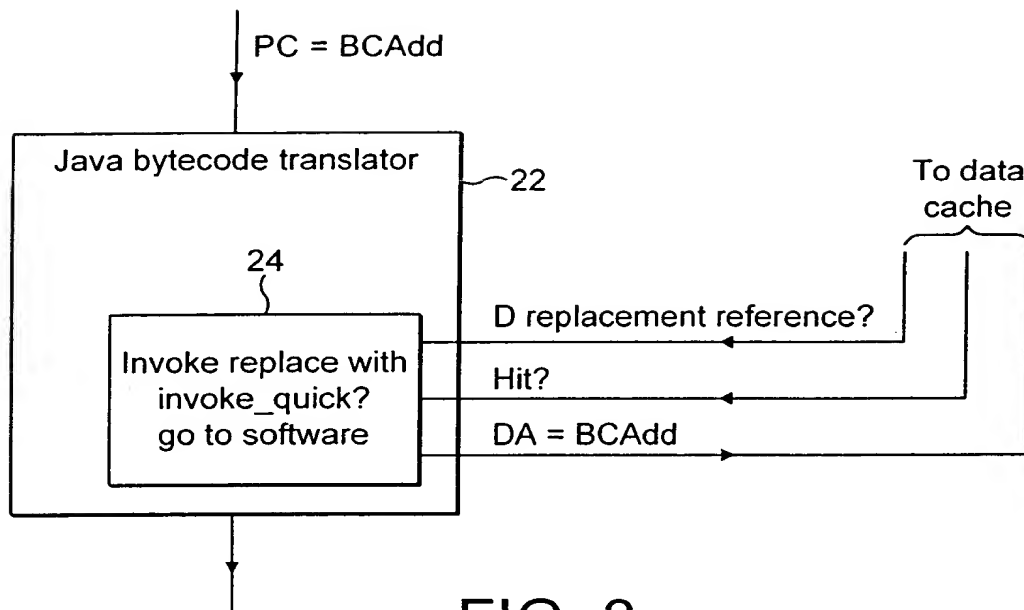 PC = BCAdd
Java bytecode translator
22
To data
cache
24
D replacement reference?
Invoke replace with
invoke_quick?
go to software
Hit?
DA = BCAdd